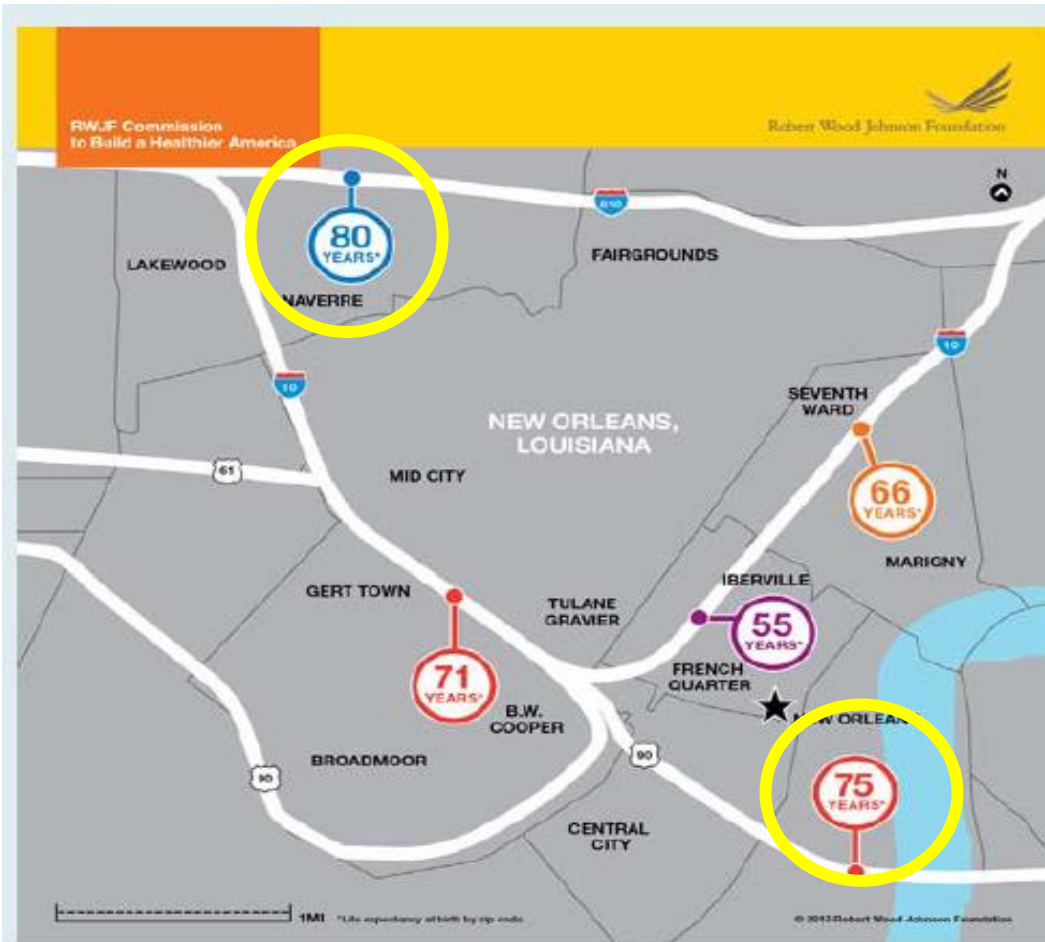 RWJF Commission
to Build a Healthier America
Robert Wood Johnson Foundation
N
80
YEARS*
610
LAKEWOOD
FAIRGROUNDS
NAVERRE
10
10
SEVENTH
WARD
NEW ORLEANS,
LOUISIANA
61
MID CITY
66
YEARS*
MARIGNY
IBERVILLE
GERT TOWN
TULANE
GRAVIER
55
YEARS*
71
YEARS*
FRENCH
QUARTER
B.W.
COOPER
NEW ORLEAN
90
BROADMOOR
90
75
YEARS*
CENTRAL
CITY
1MI
*Life expectancy at birth by zip code
© 2013 Robert Wood Johnson Foundation